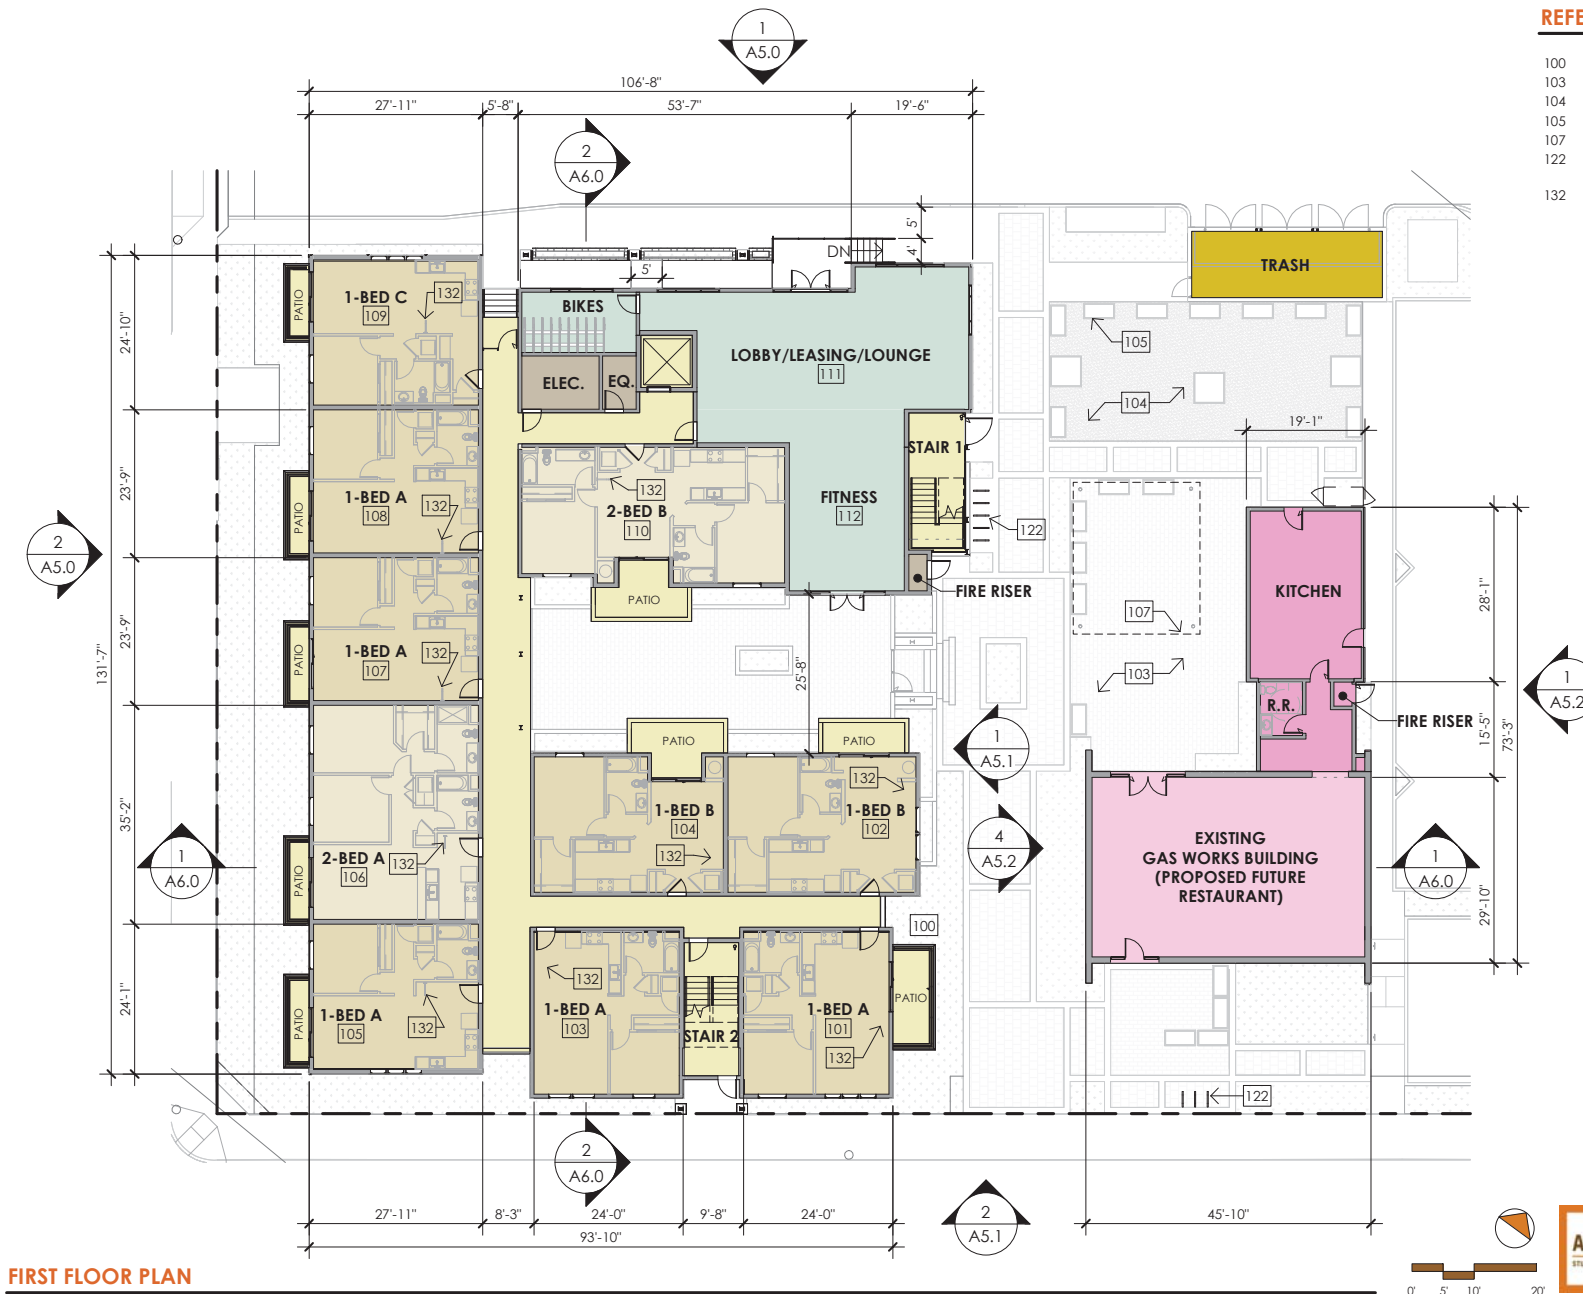 REFE
100
103
104
105
107
122
132
1
A5.0
106'-8"
27'-11"
5'-8"
53'-7"
19'-6"
2
A6.0
5'
4'
DN
5'
TRASH
PATIO
1-BED C
109
132
BIKES
ELEC.
EQ.
LOBBY/LEASING/LOUNGE
111
105
104
19'-1"
24'-10"
23'-9"
PATIO
1-BED A
108
132
132
2-BED B
110
STAIR 1
FITNESS
112
122
2
A5.0
131'-7"
23'-9"
PATIO
1-BED A
107
132
PATIO
FIRE RISER
107
103
KITCHEN
28'-1"
R.R.
FIRE RISER
15'-5"
73'-3"
1
A5.2
25'-8"
PATIO
PATIO
1
A5.1
35'-2"
1
A6.0
PATIO
2-BED A
106
132
1-BED B
104
132
132
1-BED B
102
4
A5.2
EXISTING
GAS WORKS BUILDING
(PROPOSED FUTURE
RESTAURANT)
1
A6.0
29'-10"
100
24'-1"
PATIO
1-BED A
105
132
132
1-BED A
103
STAIR 2
1-BED A
101
132
PATIO
122
2
A6.0
27'-11"
8'-3"
24'-0"
9'-8"
24'-0"
93'-10"
2
A5.1
45'-10"
FIRST FLOOR PLAN
0'
5'
10'
20'
A